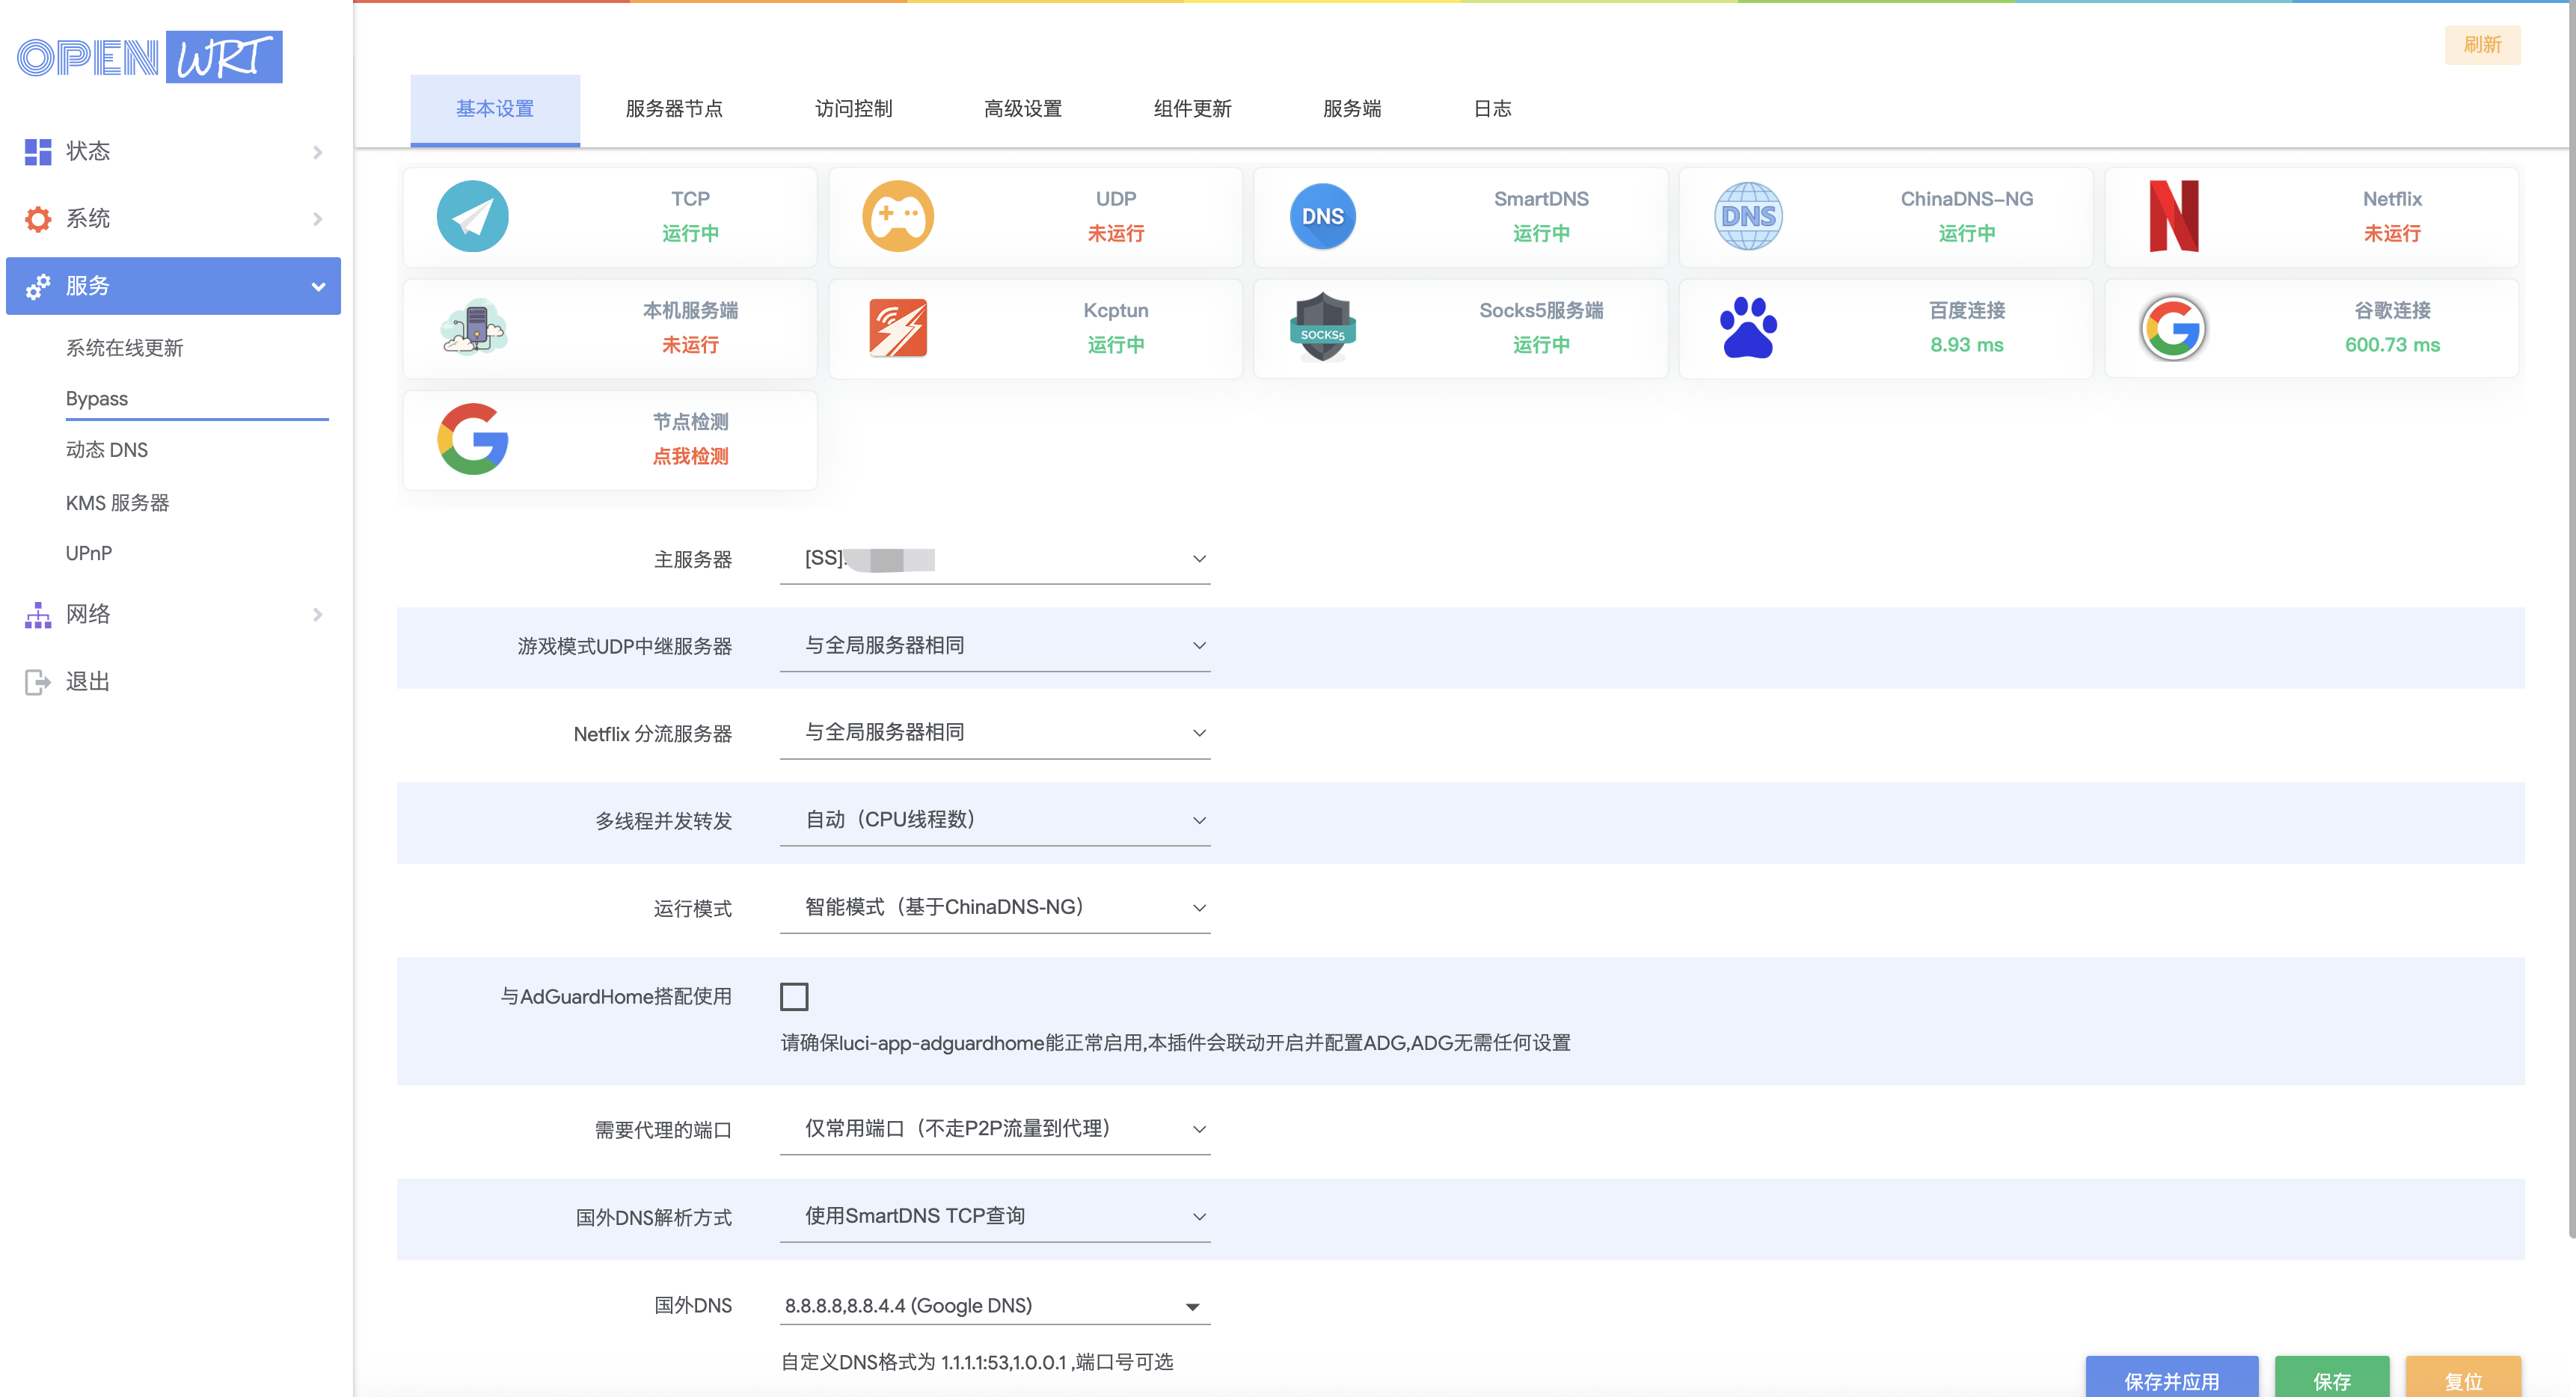 OPENWRT
刷新
状态
系统
服务
系统在线更新
Bypass
动态 DNS
KMS 服务器
UPnP
网络
退出
基本设置 服务器节点 访问控制 高级设置 组件更新 服务端 日志
TCP
运行中
UDP
未运行
DNS
SmartDNS
运行中
DNS
ChinaDNS-NG
运行中
Netflix
未运行
本机服务端
未运行
Kcptun
运行中
SOCKS5
Socks5服务端
运行中
百度连接
8.93 ms
谷歌连接
600.73 ms
节点检测
点我检测
主服务器 [SS]
游戏模式UDP中继服务器 与全局服务器相同
Netflix 分流服务器 与全局服务器相同
多线程并发转发 自动（CPU线程数）
运行模式 智能模式（基于ChinaDNS-NG）
与AdGuardHome搭配使用
请确保luci-app-adguardhome能正常启用,本插件会联动开启并配置ADG,ADG无需任何设置
需要代理的端口 仅常用端口（不走P2P流量到代理）
国外DNS解析方式 使用SmartDNS TCP查询
国外DNS 8.8.8.8,8.8.4.4 (Google DNS)
自定义DNS格式为 1.1.1.1:53,1.0.0.1 ,端口号可选
保存并应用 保存 复位